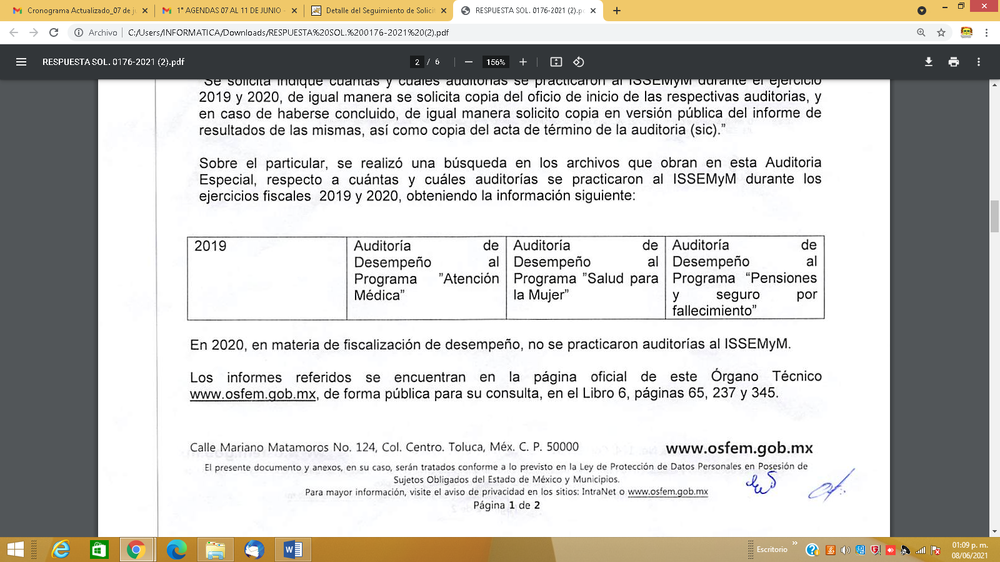 Cronograma Actualizado_07 de ju
1° AGENDAS 07 AL 11 DE JUNIO -
Detalle del Seguimiento de Solicit
RESPUESTA SOL. 0176-2021 (2).pd
Archivo | C:/Users/INFORMATICA/Downloads/RESPUESTA%20SOL.%200176-2021%20(2).pdf
RESPUESTA SOL. 0176-2021 (2).pdf
2 / 6
156%
"Se solicita indique cuántas y cuáles auditorías se practicaron al ISSEMyM durante el ejercicio
2019 y 2020, de igual manera se solicita copia del oficio de inicio de las respectivas auditorias, y
en caso de haberse concluido, de igual manera solicito copia en versión pública del informe de
resultados de las mismas, así como copia del acta de término de la auditoria (sic)."
Sobre el particular, se realizó una búsqueda en los archivos que obran en esta Auditoria
Especial, respecto a cuántas y cuáles auditorías se practicaron al ISSEMyM durante los
ejercicios fiscales 2019 y 2020, obteniendo la información siguiente:
2019
Auditoría de
Desempeño al
Programa "Atención
Médica"
Auditoría de
Desempeño al
Programa "Salud para
la Mujer"
Auditoría de
Desempeño al
Programa "Pensiones
y seguro por
fallecimiento"
En 2020, en materia de fiscalización de desempeño, no se practicaron auditorías al ISSEMyM.
Los informes referidos se encuentran en la página oficial de este Órgano Técnico
www.osfem.gob.mx, de forma pública para su consulta, en el Libro 6, páginas 65, 237 y 345.
Calle Mariano Matamoros No. 124, Col. Centro. Toluca, Méx. C. P. 50000
www.osfem.gob.mx
El presente documento y anexos, en su caso, serán tratados conforme a lo previsto en la Ley de Protección de Datos Personales en Posesión de
Sujetos Obligados del Estado de México y Municipios.
Para mayor información, visite el aviso de privacidad en los sitios: IntraNet o www.osfem.gob.mx
Página 1 de 2
Escritorio
01:09 p. m.
08/06/2021